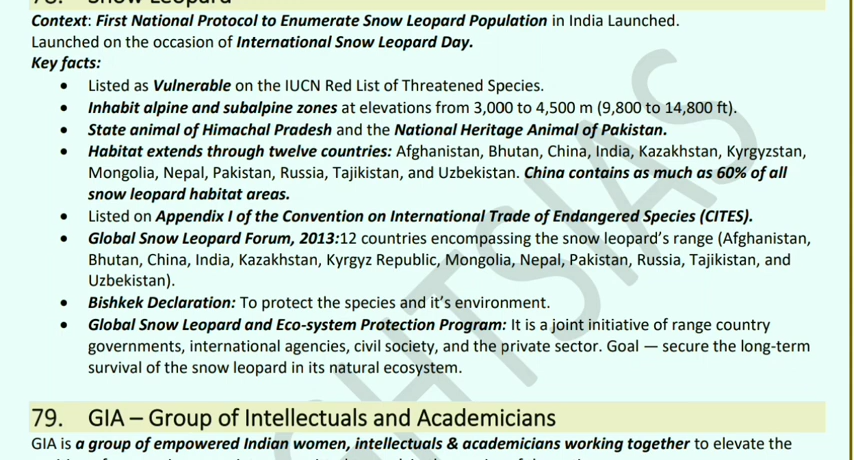 78. Snow Leopard
Context: First National Protocol to Enumerate Snow Leopard Population in India Launched.
Launched on the occasion of International Snow Leopard Day.
Key facts:
• Listed as Vulnerable on the IUCN Red List of Threatened Species.
• Inhabit alpine and subalpine zones at elevations from 3,000 to 4,500 m (9,800 to 14,800 ft).
• State animal of Himachal Pradesh and the National Heritage Animal of Pakistan.
• Habitat extends through twelve countries: Afghanistan, Bhutan, China, India, Kazakhstan, Kyrgyzstan,
Mongolia, Nepal, Pakistan, Russia, Tajikistan, and Uzbekistan. China contains as much as 60% of all
snow leopard habitat areas.
• Listed on Appendix I of the Convention on International Trade of Endangered Species (CITES).
• Global Snow Leopard Forum, 2013:12 countries encompassing the snow leopard's range (Afghanistan,
Bhutan, China, India, Kazakhstan, Kyrgyz Republic, Mongolia, Nepal, Pakistan, Russia, Tajikistan, and
Uzbekistan).
• Bishkek Declaration: To protect the species and it's environment.
• Global Snow Leopard and Eco-system Protection Program: It is a joint initiative of range country
governments, international agencies, civil society, and the private sector. Goal — secure the long-term
survival of the snow leopard in its natural ecosystem.
79. GIA – Group of Intellectuals and Academicians
GIA is a group of empowered Indian women, intellectuals & academicians working together to elevate the